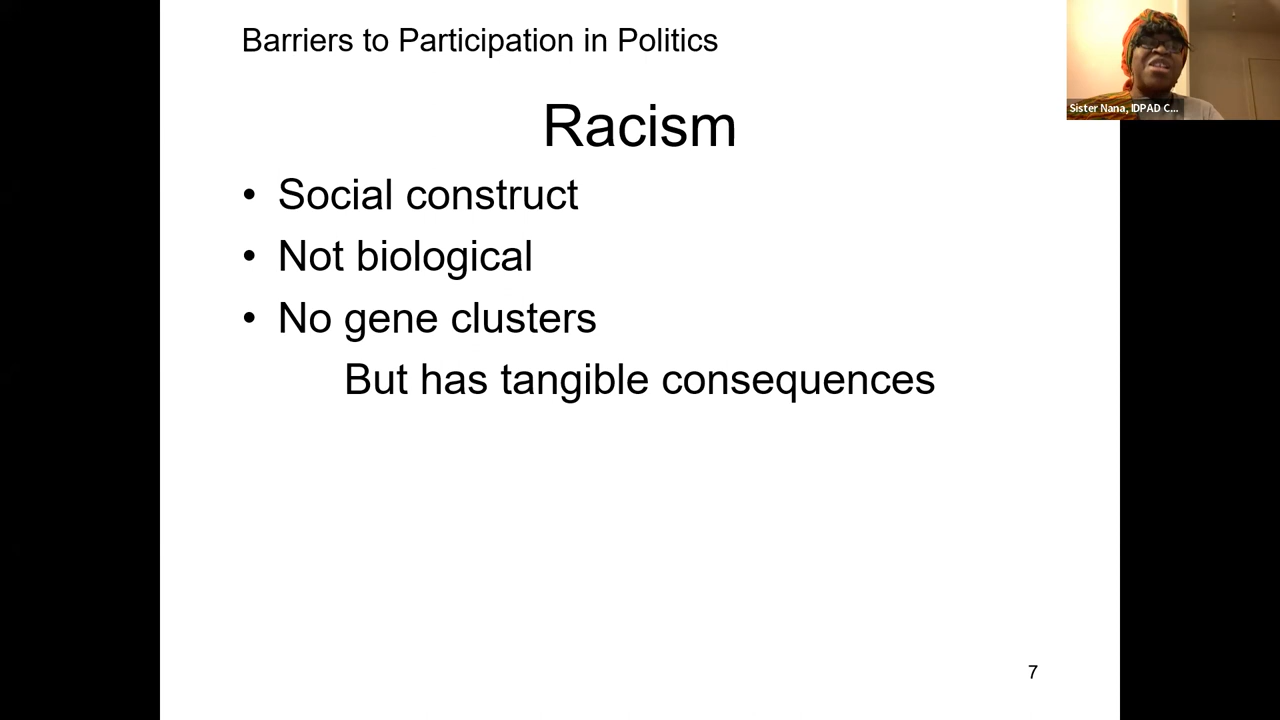 Barriers to Participation in Politics
Sister Nana, IDPAD C...
Racism
• Social construct
• Not biological
• No gene clusters
But has tangible consequences
7